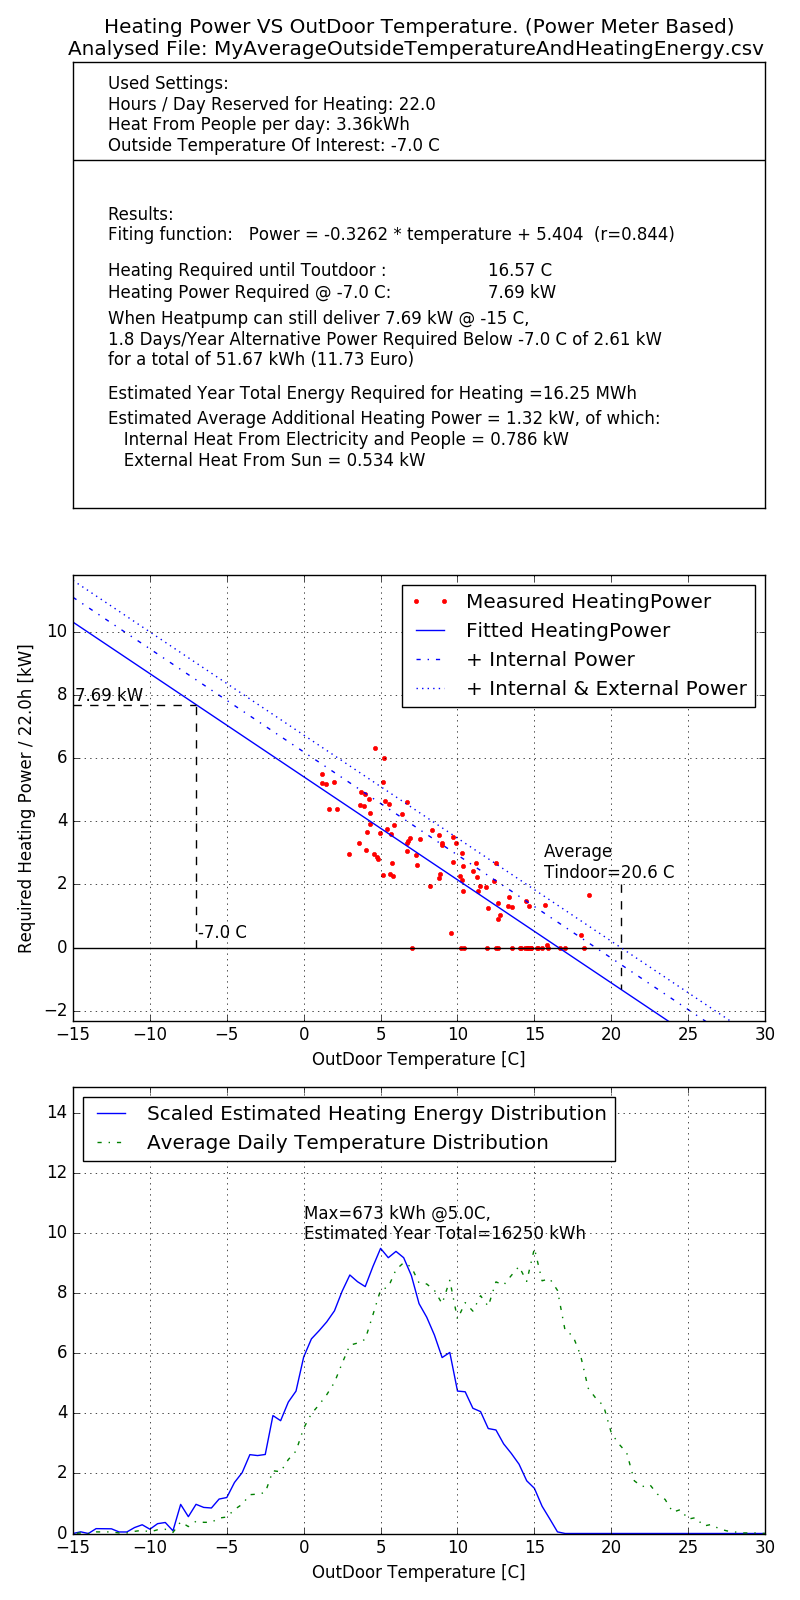 Heating Power VS OutDoor Temperature. (Power Meter Based)
Analysed File: MyAverageOutsideTemperatureAndHeatingEnergy.csv
Used Settings:
Hours / Day Reserved for Heating: 22.0
Heat From People per day: 3.36kWh
Outside Temperature Of Interest: -7.0 C
Results:
Fiting function:   Power = -0.3262 * temperature + 5.404  (r=0.844)
Heating Required until Toutdoor : 16.57 C
Heating Power Required @ -7.0 C: 7.69 kW
When Heatpump can still deliver 7.69 kW @ -15 C,
1.8 Days/Year Alternative Power Required Below -7.0 C of 2.61 kW
for a total of 51.67 kWh (11.73 Euro)
Estimated Year Total Energy Required for Heating =16.25 MWh
Estimated Average Additional Heating Power = 1.32 kW, of which:
Internal Heat From Electricity and People = 0.786 kW
External Heat From Sun = 0.534 kW
Measured HeatingPower
Fitted HeatingPower
+ Internal Power
+ Internal & External Power
Required Heating Power / 22.0h [kW]
10
8
6
4
2
0
−2
7.69 kW
-7.0 C
Average
Tindoor=20.6 C
−15 −10 −5 0 5 10 15 20 25 30
OutDoor Temperature [C]
Scaled Estimated Heating Energy Distribution
Average Daily Temperature Distribution
Max=673 kWh @5.0C,
Estimated Year Total=16250 kWh
14
12
10
8
6
4
2
0
−15 −10 −5 0 5 10 15 20 25 30
OutDoor Temperature [C]